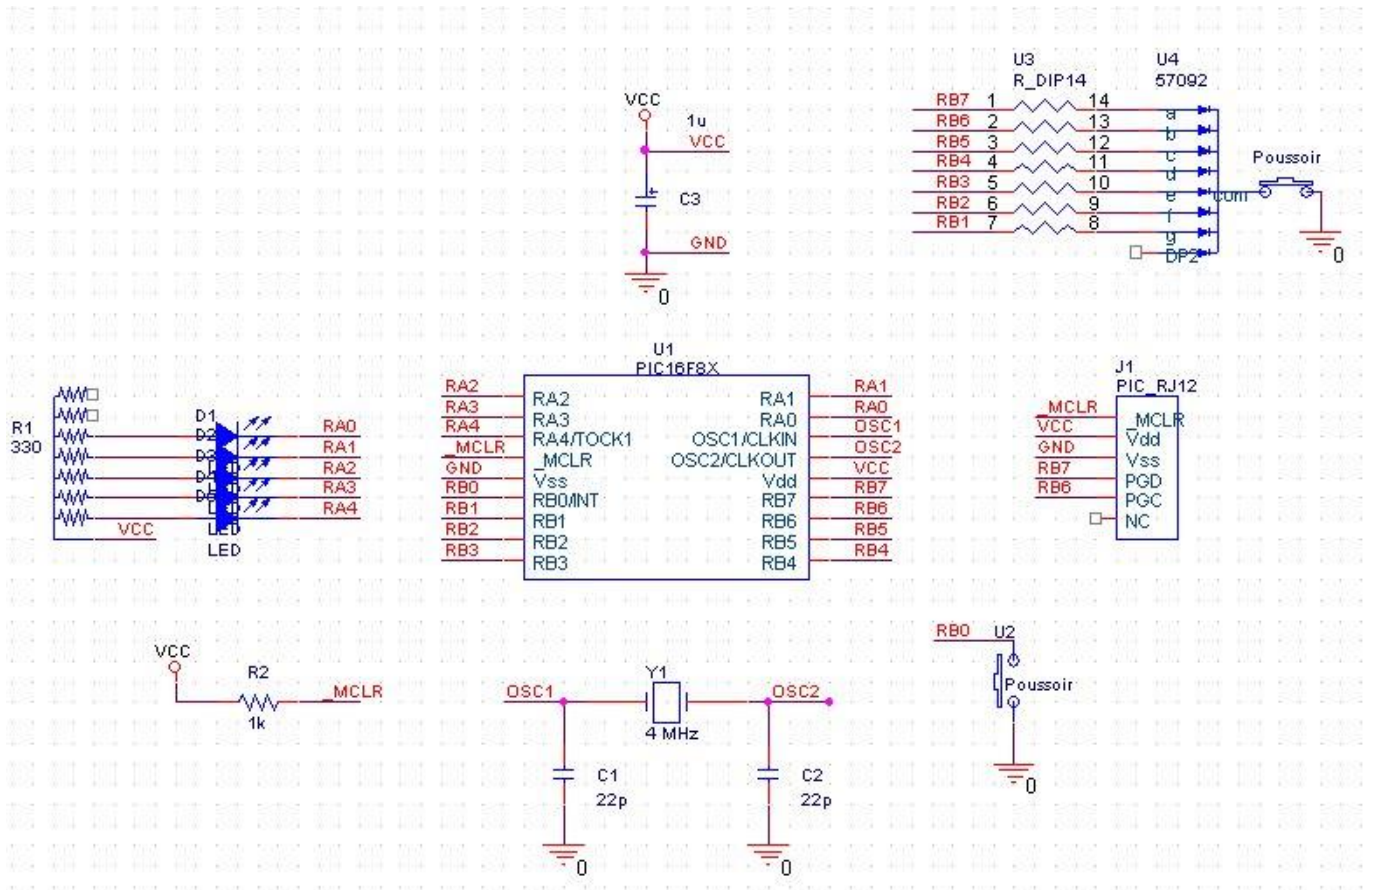 U3
R_DIP14
U4
57092
RB7 1 14 a
RB6 2 13 b
RB5 3 12 c
RB4 4 11 d
RB3 5 10 e
RB2 6 9 f
RB1 7 8 g
DP2
com
Poussoir
0
VCC
1u
VCC
C3
GND
0
R1
330
D1
D2
D3
D4
D5
RA0
RA1
RA2
RA3
RA4
VCC
LED
LED
U1
PIC16F8X
RA2 RA2 RA1 RA1
RA3 RA3 RA0 RA0
RA4 RA4/TOCK1 OSC1/CLKIN OSC1
_MCLR _MCLR OSC2/CLKOUT OSC2
GND Vss Vdd VCC
RB0 RB0/INT RB7 RB7
RB1 RB1 RB6 RB6
RB2 RB2 RB5 RB5
RB3 RB3 RB4 RB4
J1
PIC_RJ12
_MCLR _MCLR
VCC Vdd
GND Vss
RB7 PGD
RB6 PGC
NC
VCC
R2
_MCLR
1k
OSC1
Y1
OSC2
4 MHz
C1
22p
C2
22p
0
0
RB0 U2
Poussoir
0